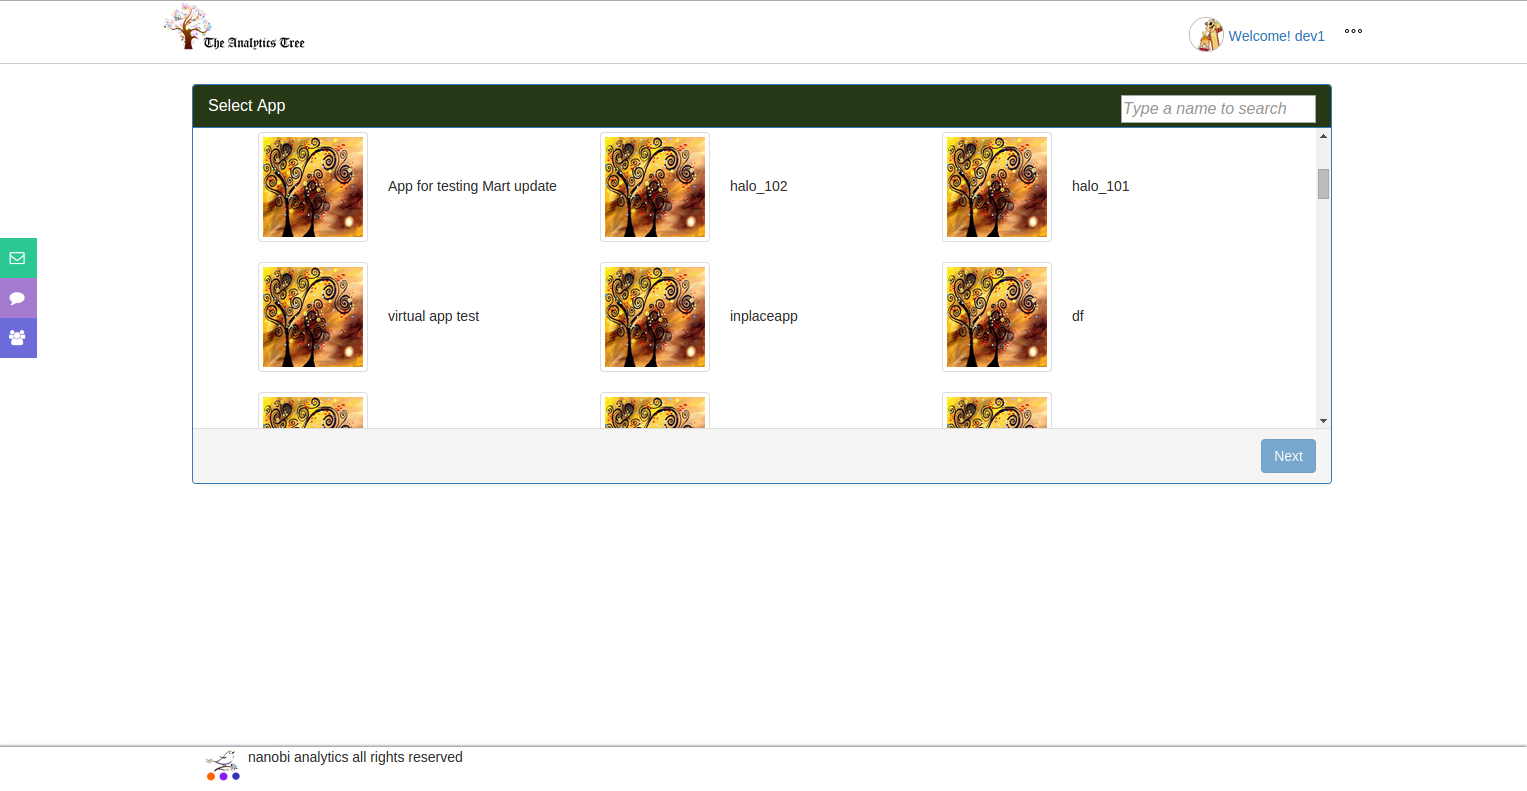 The Analytics Tree
Welcome! dev1
Select App
Type a name to search
App for testing Mart update
halo_102
halo_101
virtual app test
inplaceapp
df
Next
nanobi analytics all rights reserved